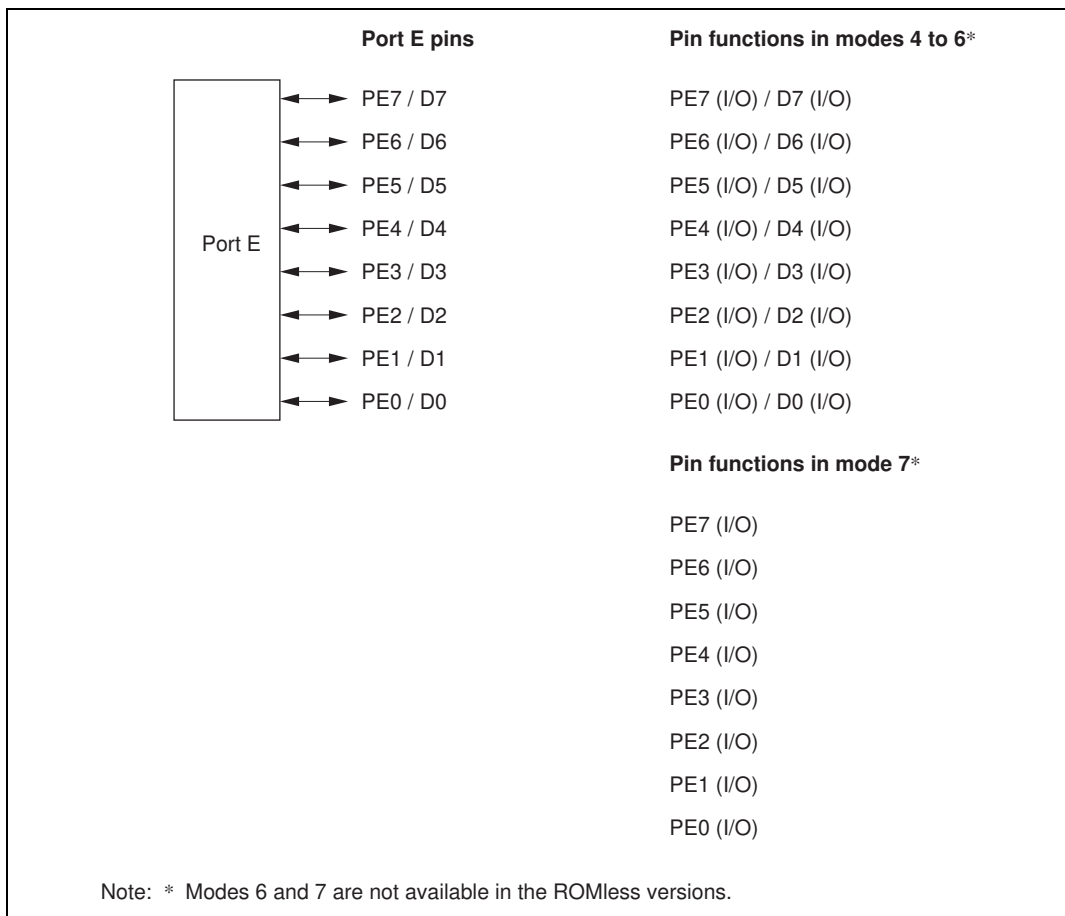 Port E pins Pin functions in modes 4 to 6*
PE7 / D7 PE7 (I/O) / D7 (I/O)
PE6 / D6 PE6 (I/O) / D6 (I/O)
PE5 / D5 PE5 (I/O) / D5 (I/O)
PE4 / D4 PE4 (I/O) / D4 (I/O)
Port E
PE3 / D3 PE3 (I/O) / D3 (I/O)
PE2 / D2 PE2 (I/O) / D2 (I/O)
PE1 / D1 PE1 (I/O) / D1 (I/O)
PE0 / D0 PE0 (I/O) / D0 (I/O)
Pin functions in mode 7*
PE7 (I/O)
PE6 (I/O)
PE5 (I/O)
PE4 (I/O)
PE3 (I/O)
PE2 (I/O)
PE1 (I/O)
PE0 (I/O)
Note: * Modes 6 and 7 are not available in the ROMless versions.